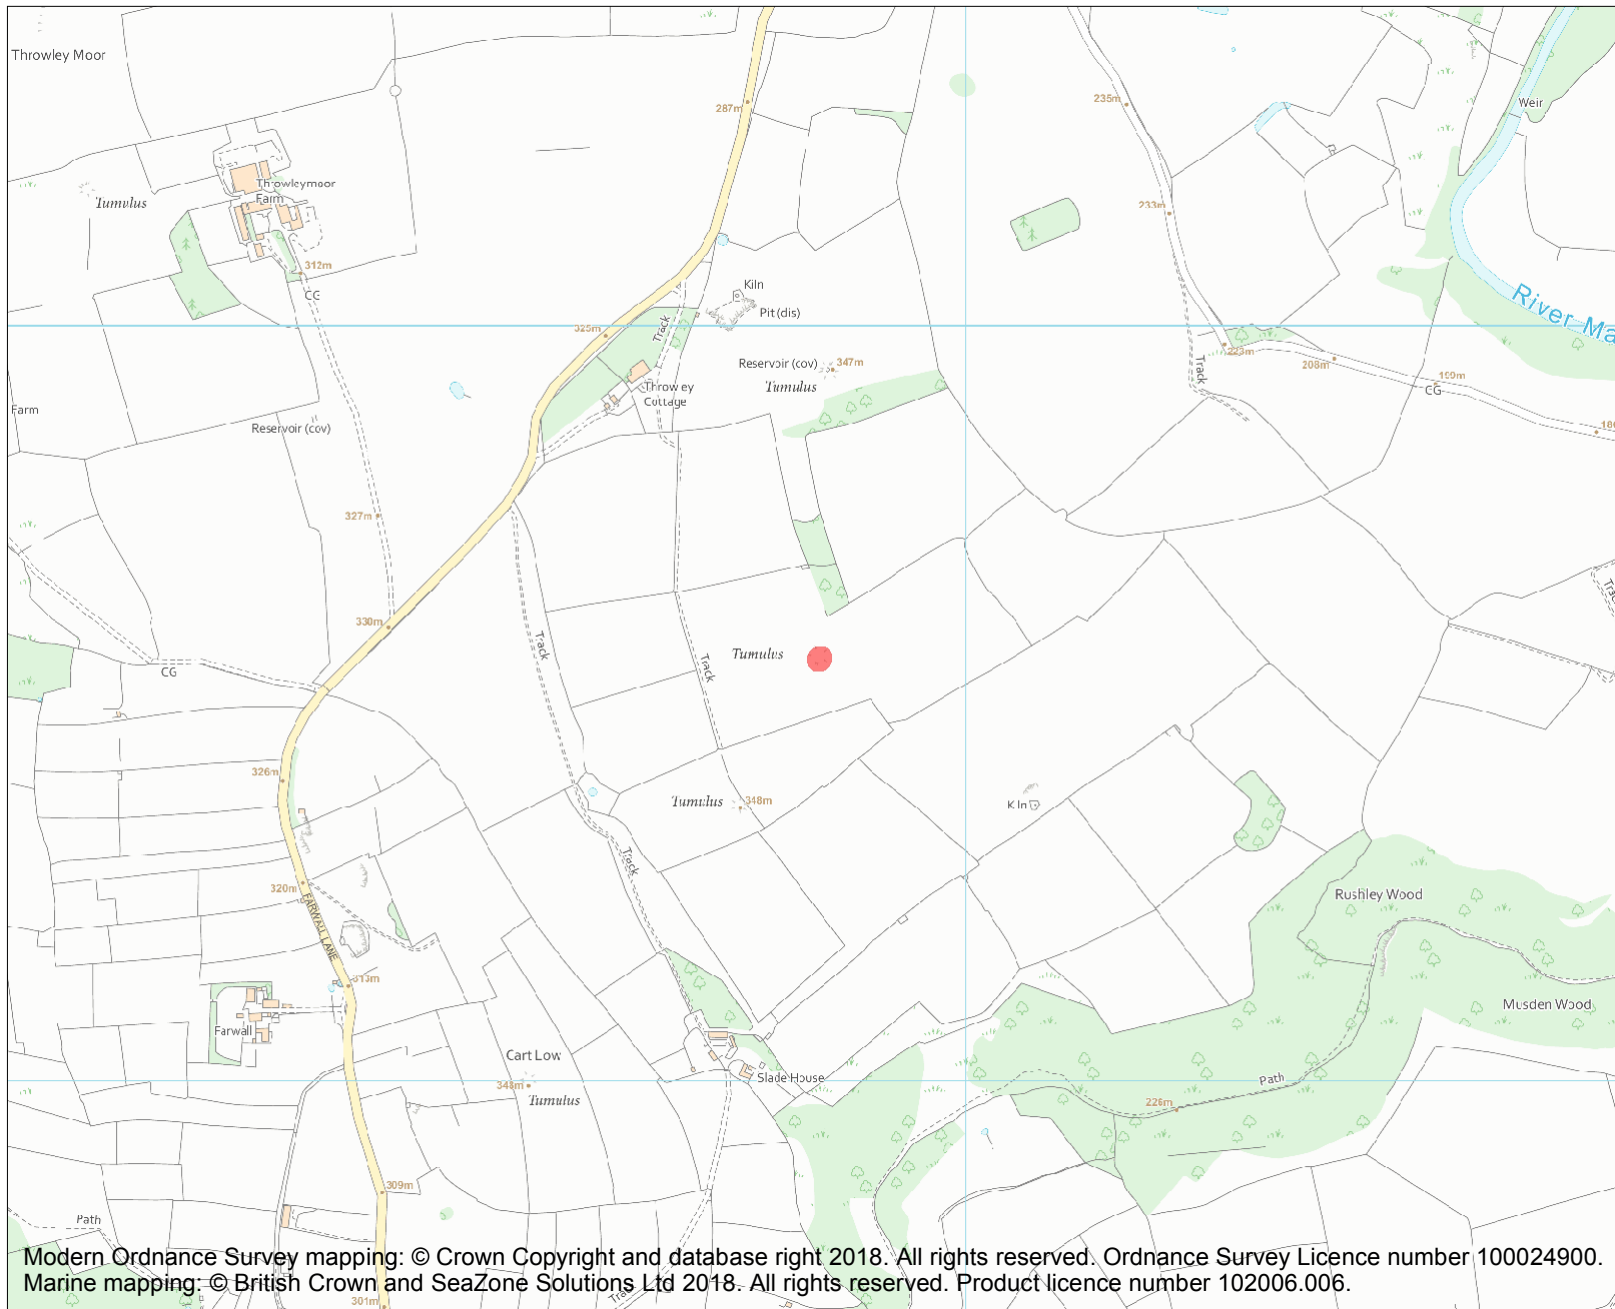 Throwley Moor
287m
235m
Weir
Throwleymoor
Farm
Tumulus
233m
312m
CG
Kiln
Pit (dis)
River Ma
325m
Track
Reservoir (cov)
347m
Tumulus
Throwley
Cottage
223m
208m
199m
CG
Track
Farm
Reservoir (cov)
327m
330m
Track
Tumulus
Track
CG
326m
Tumulus
348m
Kiln
Track
320m
FARWALL LANE
Rushley Wood
313m
Musden Wood
Farwall
Cart Low
348m
Tumulus
Slade House
Path
226m
309m
Path
301m
Modern Ordnance Survey mapping: © Crown Copyright and database right 2018. All rights reserved. Ordnance Survey Licence number 100024900.
Marine mapping: © British Crown and SeaZone Solutions Ltd 2018. All rights reserved. Product licence number 102006.006.